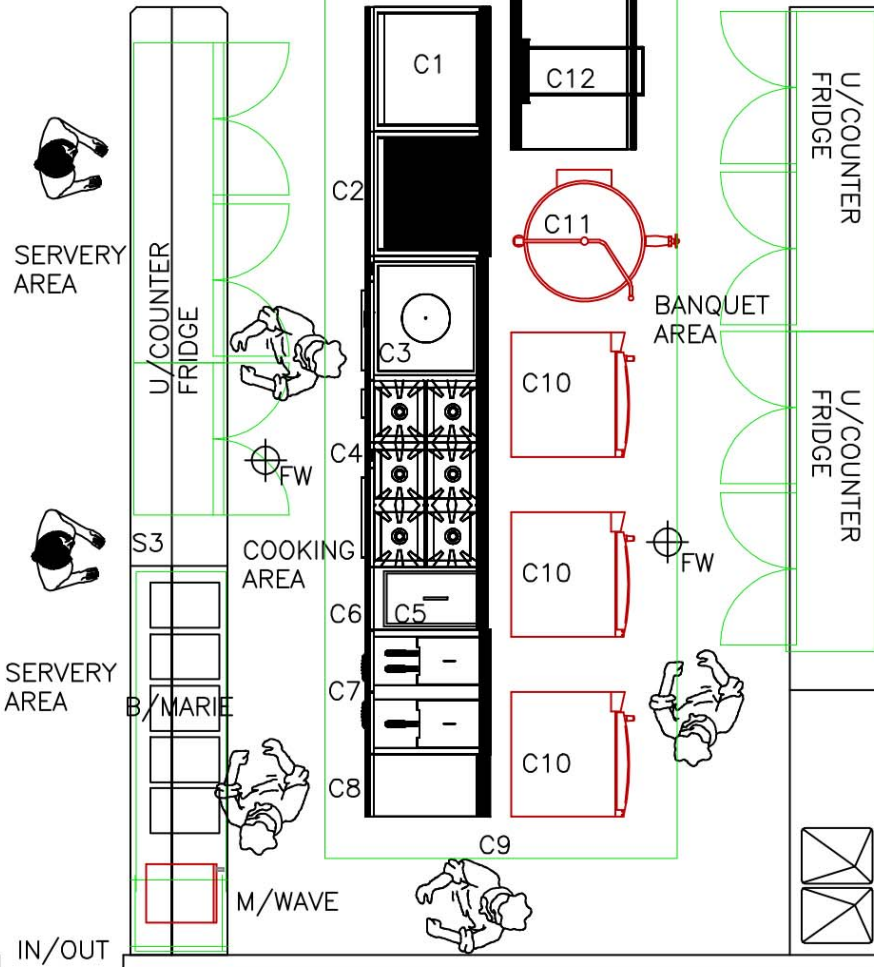 C1
C12
C2
C11
SERVERY
AREA
U/COUNTER
FRIDGE
U/COUNTER
FRIDGE
BANQUET
AREA
C3
C10
U/COUNTER
FRIDGE
C4
FW
S3
COOKING
AREA
C10
FW
C6
C5
SERVERY
AREA
B/MARIE
C7
C10
C8
C9
M/WAVE
IN/OUT